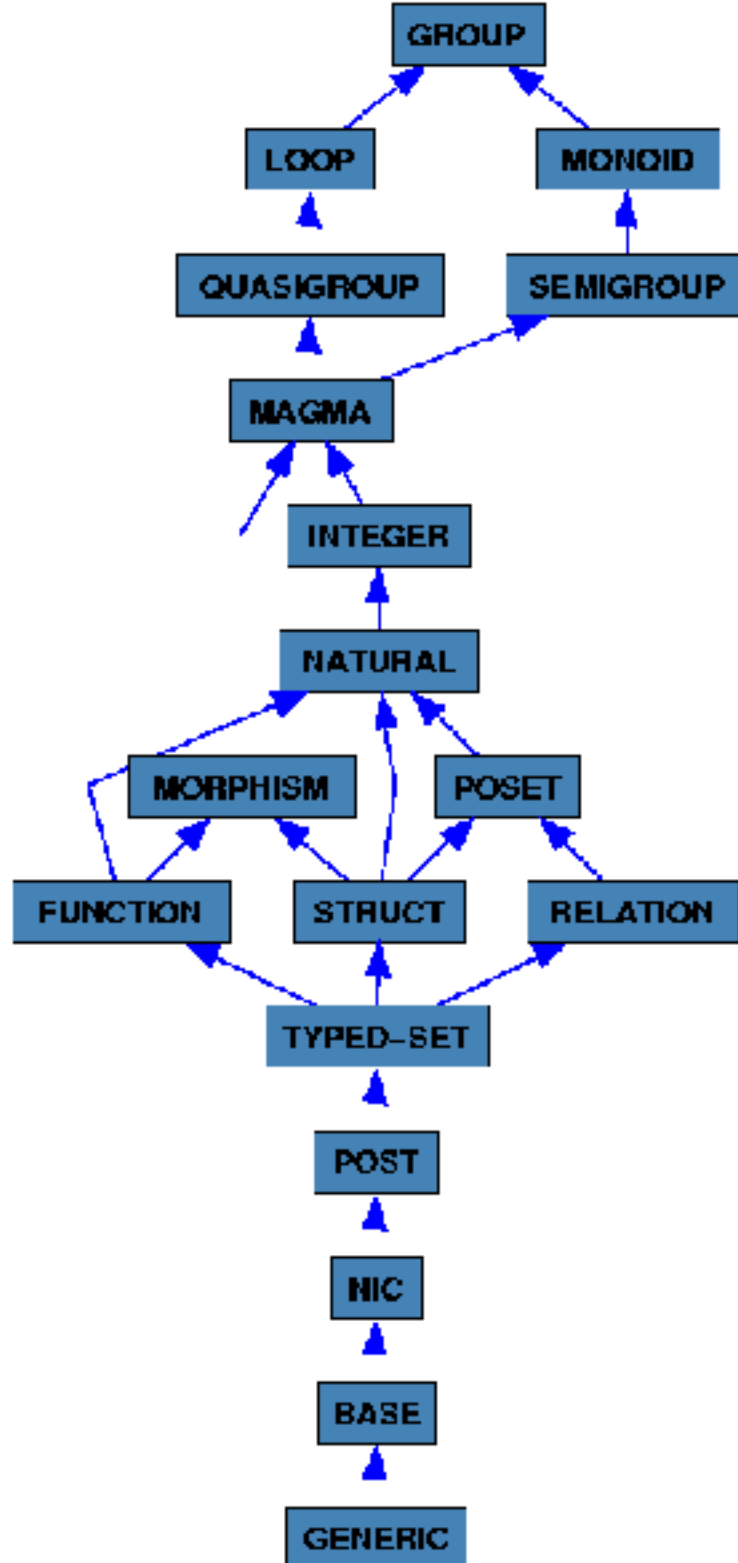 GROUP
LOOP MONOID
QUASIGROUP SEMIGROUP
MAGMA
INTEGER
NATURAL
MORPHISM POSET
FUNCTION STRUCT RELATION
TYPED-SET
POST
NIC
BASE
GENERIC